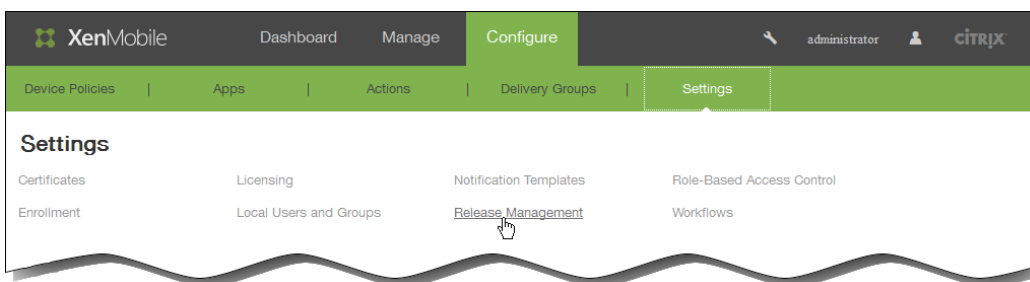 XenMobile Dashboard Manage Configure administrator CITRIX
Device Policies | Apps | Actions | Delivery Groups | Settings
Settings
Certificates Licensing Notification Templates Role-Based Access Control
Enrollment Local Users and Groups Release Management Workflows